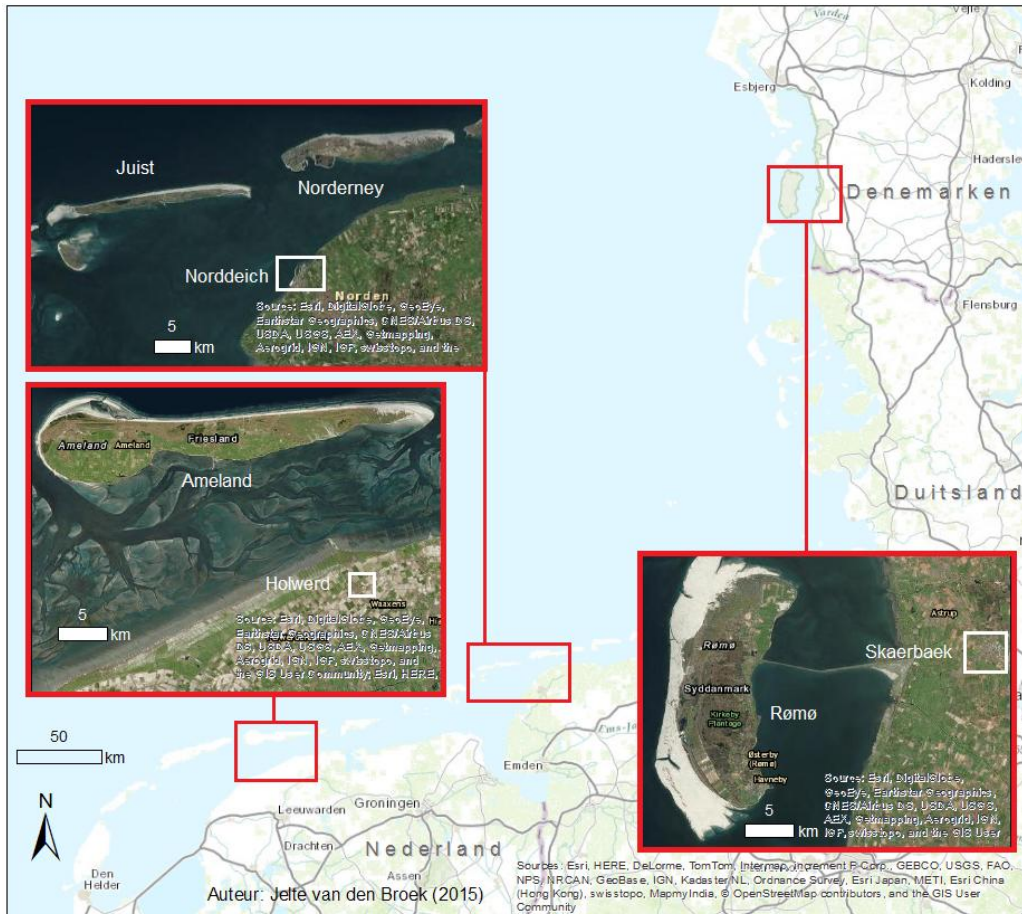 Varden
Vejle
Esbjerg
Kolding
Hadersle
Denemarken
Flensburg
Duitsland
Juist
Norderney
Norddeich
Norden
Source: Esri, DigitalGlobe, GeoEye,
Earthstar Geographics, CNES/Airbus DS,
USDA, USGS, AEX, Getmapping,
Aerogrid, IGN, IGP, swisstopo, and the
5
km
Ameland
Ameland
Friesland
Ameland
Holwerd
Waaxens
5
km
Source: Esri, DigitalGlobe, GeoEye,
Earthstar Geographics, CNES/Airbus
DS, USDA, USGS, AEX, Getmapping,
Aerogrid, IGN, IGP, swisstopo, and
the GIS User Community, Esri, HERE,
Astrup
Skaerbaek
Rømø
Syddanmark
Rømø
Kirkeby
Plantage
Østerby
(Rømø)
Havneby
5
km
Source: Esri, DigitalGlobe,
GeoEye, Earthstar Geographics,
CNES/Airbus DS, USDA, USGS,
AEX, Getmapping, Aerogrid, IGN,
IGP, swisstopo, and the GIS User
50
km
N
Emden
Leeuwarden
Groningen
Drachten
Nederland
Assen
Den
Helder
Auteur: Jelte van den Broek (2015)
Sources: Esri, HERE, DeLorme, TomTom, Intermap, increment P Corp., GEBCO, USGS, FAO,
NPS, NRCAN, GeoBase, IGN, Kadaster NL, Ordnance Survey, Esri Japan, METI, Esri China
(Hong Kong), swisstopo, MapmyIndia, © OpenStreetMap contributors, and the GIS User
Community